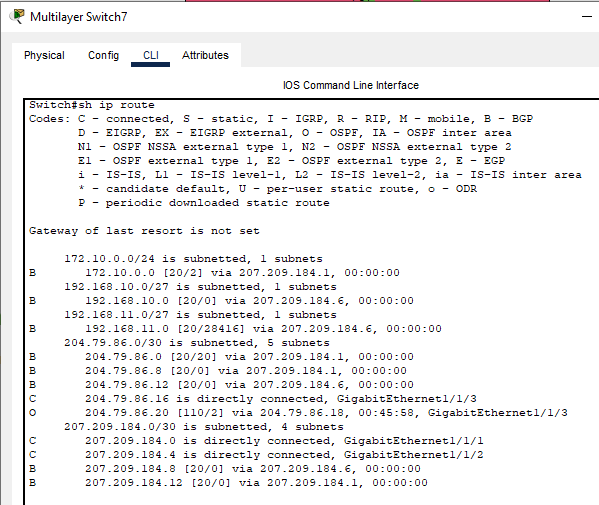 Multilayer Switch7
Physical Config CLI Attributes
IOS Command Line Interface
Switch#sh ip route
Codes: C - connected, S - static, I - IGRP, R - RIP, M - mobile, B - BGP
D - EIGRP, EX - EIGRP external, O - OSPF, IA - OSPF inter area
N1 - OSPF NSSA external type 1, N2 - OSPF NSSA external type 2
E1 - OSPF external type 1, E2 - OSPF external type 2, E - EGP
i - IS-IS, L1 - IS-IS level-1, L2 - IS-IS level-2, ia - IS-IS inter area
* - candidate default, U - per-user static route, o - ODR
P - periodic downloaded static route
Gateway of last resort is not set
172.10.0.0/24 is subnetted, 1 subnets
B 172.10.0.0 [20/2] via 207.209.184.1, 00:00:00
192.168.10.0/27 is subnetted, 1 subnets
B 192.168.10.0 [20/0] via 207.209.184.6, 00:00:00
192.168.11.0/27 is subnetted, 1 subnets
B 192.168.11.0 [20/28416] via 207.209.184.6, 00:00:00
204.79.86.0/30 is subnetted, 5 subnets
B 204.79.86.0 [20/20] via 207.209.184.1, 00:00:00
B 204.79.86.8 [20/20] via 207.209.184.1, 00:00:00
B 204.79.86.12 [20/20] via 207.209.184.6, 00:00:00
C 204.79.86.16 is directly connected, GigabitEthernet1/1/3
O 204.79.86.20 [110/2] via 204.79.86.18, 00:45:58, GigabitEthernet1/1/3
207.209.184.0/30 is subnetted, 4 subnets
C 207.209.184.0 is directly connected, GigabitEthernet1/1/1
C 207.209.184.4 is directly connected, GigabitEthernet1/1/2
B 207.209.184.8 [20/0] via 207.209.184.6, 00:00:00
B 207.209.184.12 [20/0] via 207.209.184.1, 00:00:00